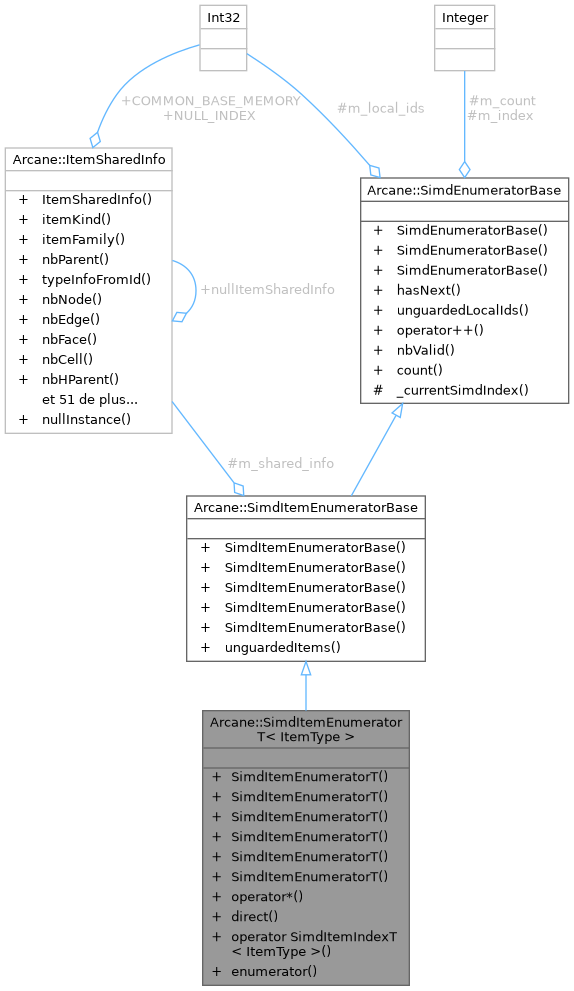 Int32
Integer
+COMMON_BASE_MEMORY
+NULL_INDEX
#m_local_ids
#m_count
#m_index
Arcane::ItemSharedInfo
+ ItemSharedInfo()
+ itemKind()
+ itemFamily()
+ nbParent()
+ typeInfoFromId()
+ nbNode()
+ nbEdge()
+ nbFace()
+ nbCell()
+ nbHParent()
et 51 de plus...
+ nullInstance()
+nullItemSharedInfo
Arcane::SimdEnumeratorBase
+ SimdEnumeratorBase()
+ SimdEnumeratorBase()
+ SimdEnumeratorBase()
+ hasNext()
+ unguardedLocalIds()
+ operator++()
+ nbValid()
+ count()
# _currentSimdIndex()
#m_shared_info
Arcane::SimdItemEnumeratorBase
+ SimdItemEnumeratorBase()
+ SimdItemEnumeratorBase()
+ SimdItemEnumeratorBase()
+ SimdItemEnumeratorBase()
+ SimdItemEnumeratorBase()
+ unguardedItems()
Arcane::SimdItemEnumerator
T< ItemType >
+ SimdItemEnumeratorT()
+ SimdItemEnumeratorT()
+ SimdItemEnumeratorT()
+ SimdItemEnumeratorT()
+ SimdItemEnumeratorT()
+ SimdItemEnumeratorT()
+ operator*()
+ direct()
+ operator SimdItemIndexT
< ItemType >()
+ enumerator()